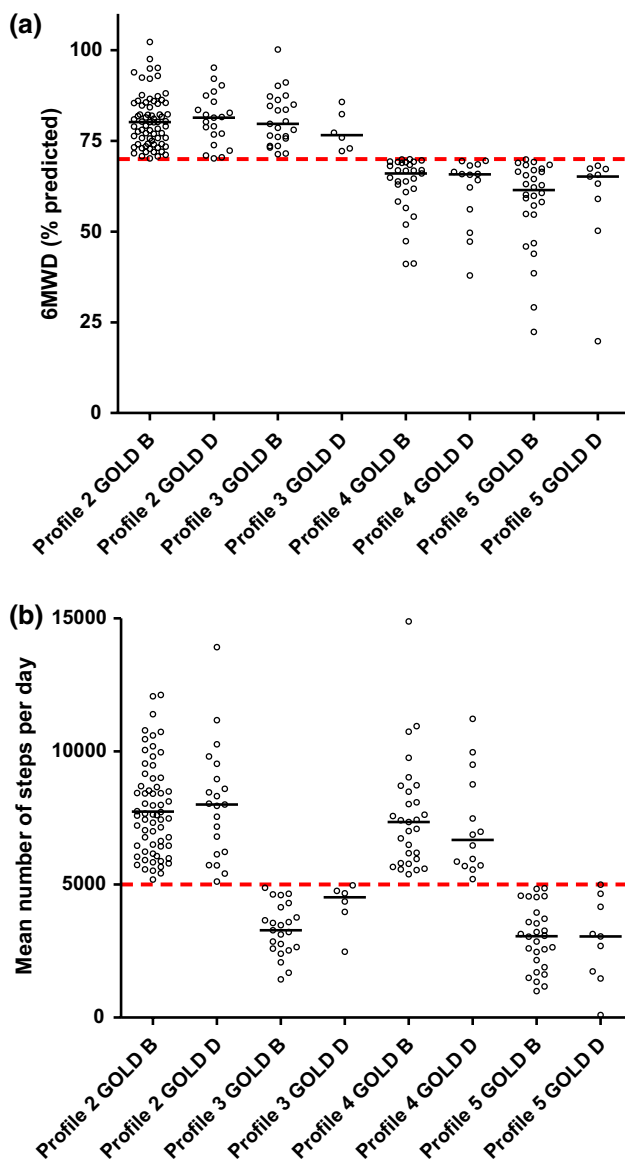 (a)
6MWD (% predicted)
100
75
50
25
0
Profile 2 GOLD B
Profile 2 GOLD D
Profile 3 GOLD B
Profile 3 GOLD D
Profile 4 GOLD B
Profile 4 GOLD D
Profile 5 GOLD B
Profile 5 GOLD D
(b)
Mean number of steps per day
15000
10000
5000
0
Profile 2 GOLD B
Profile 2 GOLD D
Profile 3 GOLD B
Profile 3 GOLD D
Profile 4 GOLD B
Profile 4 GOLD D
Profile 5 GOLD B
Profile 5 GOLD D